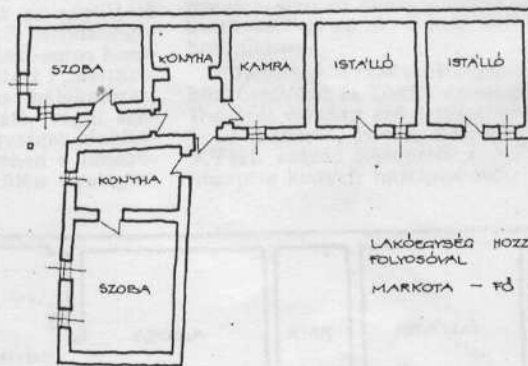 SZOBA
KONYHA
KAMRA
ISTÁLLÓ
ISTÁLLÓ
KONYHA
SZOBA
LAKÓEGYSÉG HOZZ
FOLYOSÓVAL
MARKOTA — FŐ